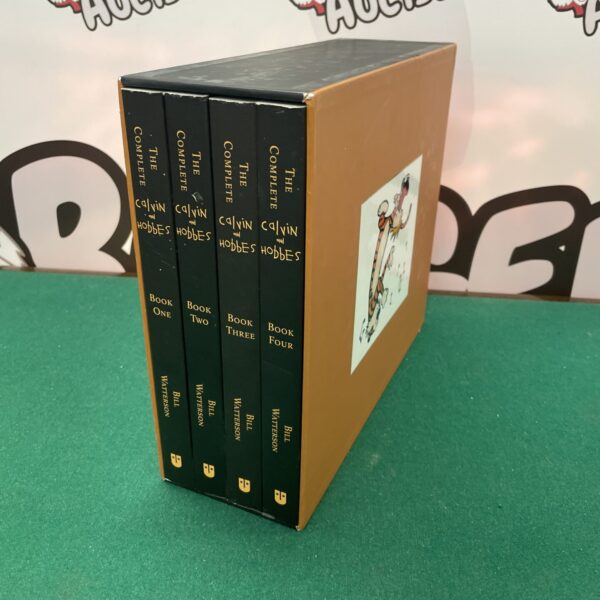 THE
COMPLETE
CALVIN
AND
HOBBES
BOOK
ONE
BILL
WATTERSON
THE
COMPLETE
CALVIN
AND
HOBBES
BOOK
TWO
BILL
WATTERSON
THE
COMPLETE
CALVIN
AND
HOBBES
BOOK
THREE
BILL
WATTERSON
THE
COMPLETE
CALVIN
AND
HOBBES
BOOK
FOUR
BILL
WATTERSON